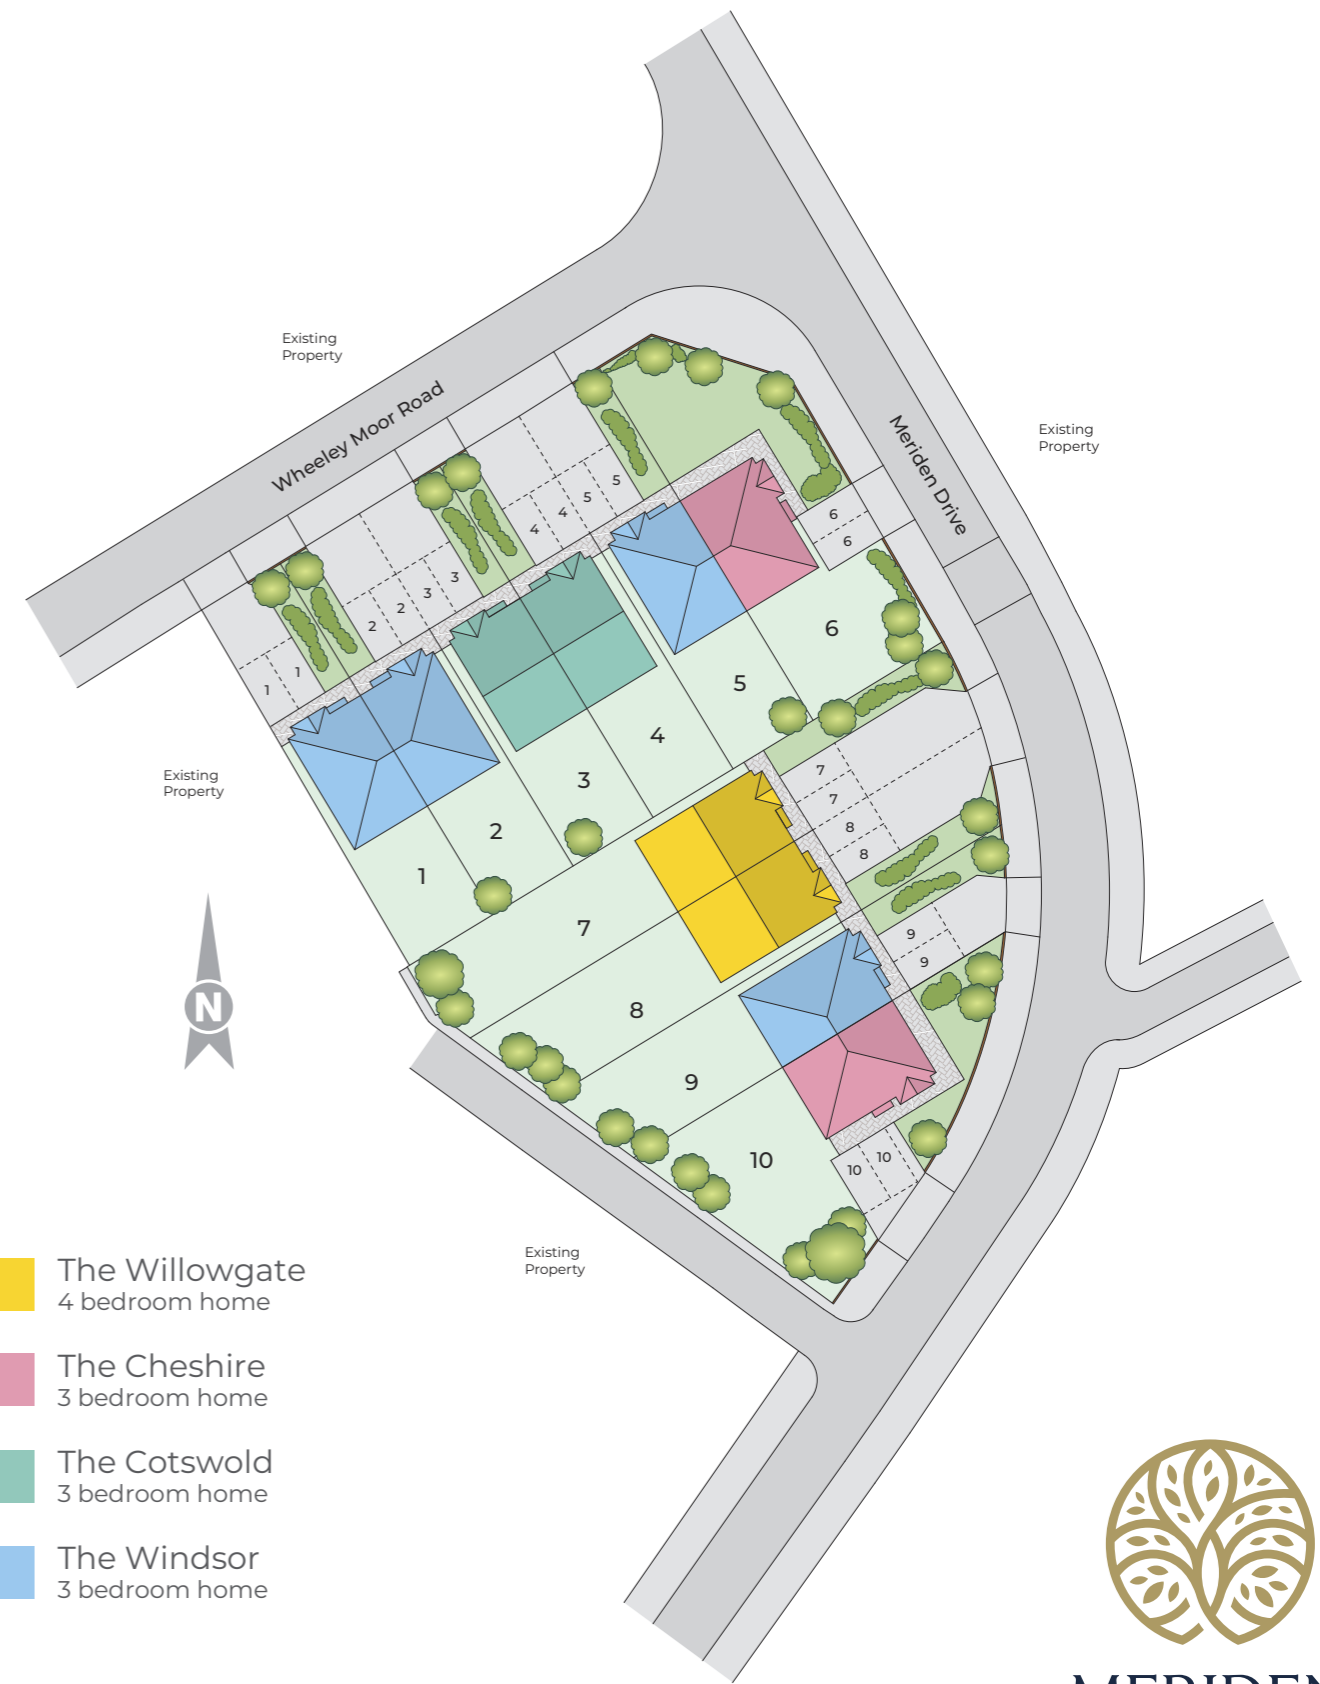 Existing
Property
Wheeley Moor Road
Meriden Drive
Existing
Property
5
5
4
4
3
3
2
2
1
1
6
6
6
5
4
3
2
1
Existing
Property
7
7
8
8
7
8
9
9
9
10
10
10
N
Existing
Property
The Willowgate
4 bedroom home
The Cheshire
3 bedroom home
The Cotswold
3 bedroom home
The Windsor
3 bedroom home
MERIDEN